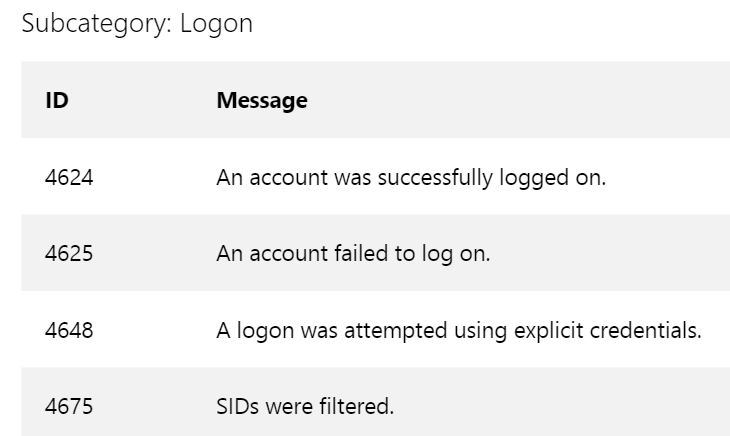 Subcategory: Logon
ID Message
4624 An account was successfully logged on.
4625 An account failed to log on.
4648 A logon was attempted using explicit credentials.
4675 SIDs were filtered.